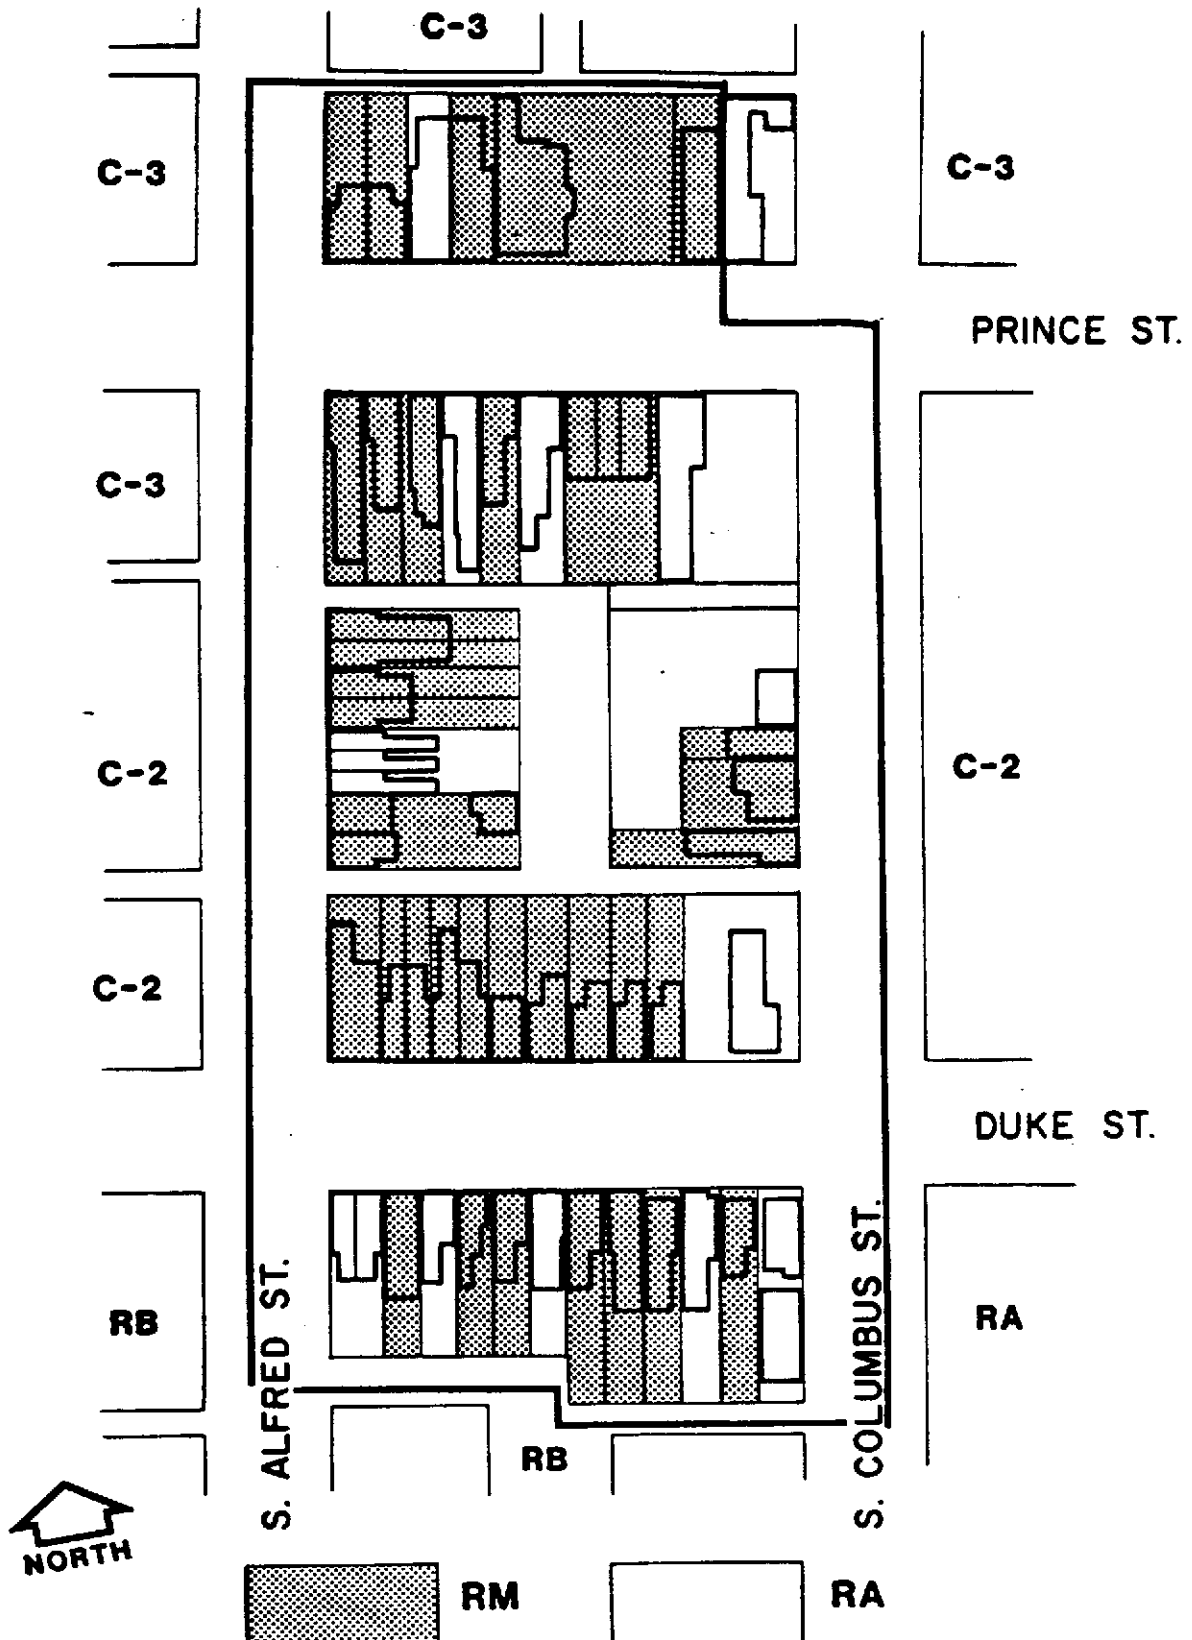 C-3
C-3
C-3
PRINCE ST.
C-3
C-2
C-2
C-2
DUKE ST.
RB
S. ALFRED ST.
S. COLUMBUS ST.
RA
RB
NORTH
RM
RA